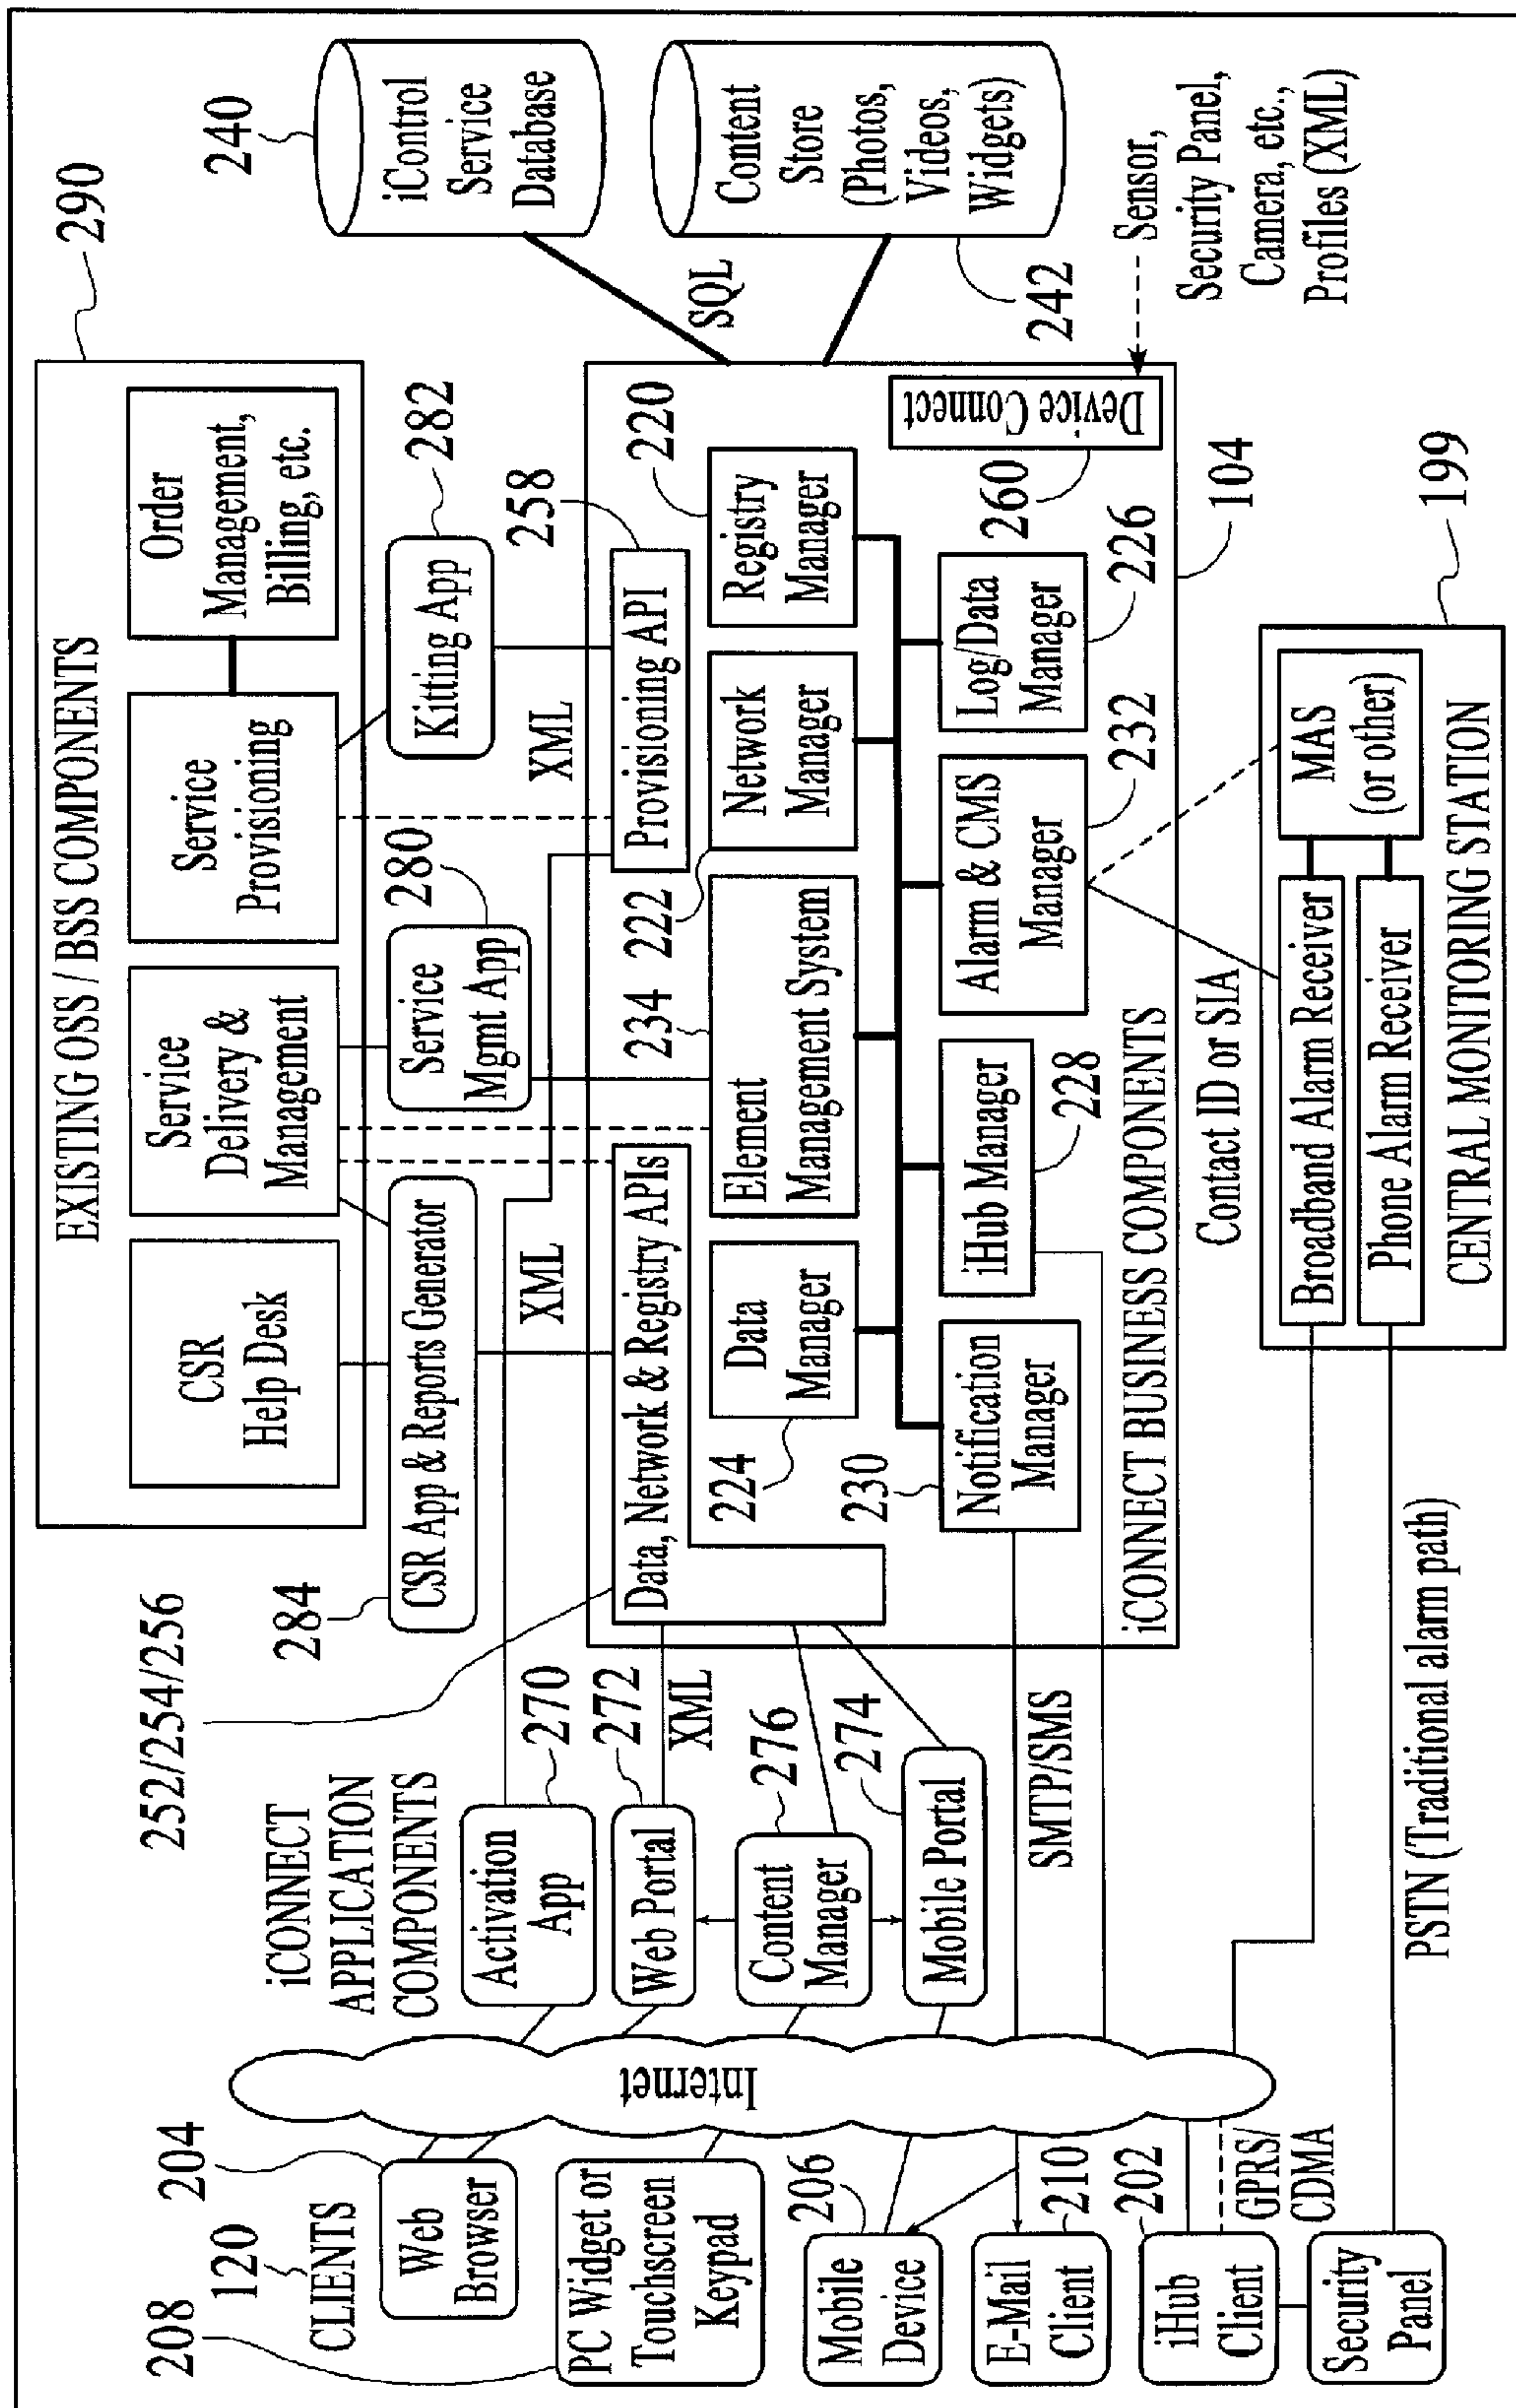 EXISTING OSS / BSS COMPONENTS
290
CSR
Help Desk
Service
Delivery &
Management
Service
Provisioning
Order
Management,
Billing, etc.
252/254/256
284
CSR App & Reports Generator
Service
Mgmt App
280
Kitting App
282
XML
XML
258
240
iControl
Service
Database
Content
Store
(Photos,
Videos,
Widgets)
242
SQL
Sensor,
Security Panel,
Camera, etc.,
Profiles (XML)
Data, Network & Registry APIs
Provisioning API
234
222
220
Data
Manager
224
Element
Management System
Network
Manager
Registry
Manager
230
Notification
Manager
iHub Manager
228
Alarm & CMS
Manager
232
Log/Data
Manager
226
Device Connect
260
iCONNECT BUSINESS COMPONENTS
104
iCONNECT
APPLICATION
COMPONENTS
Activation
App
270
Web Portal
272
XML
Content
Manager
276
Mobile Portal
274
SMTP/SMS
Internet
208
120
204
CLIENTS
Web
Browser
PC Widget or
Touchscreen
Keypad
Mobile
Device
206
E-Mail
Client
210
iHub
Client
202
GPRS/
CDMA
Security
Panel
PSTN (Traditional alarm path)
Contact ID or SIA
199
Broadband Alarm Receiver
Phone Alarm Receiver
MAS
(or other)
CENTRAL MONITORING STATION